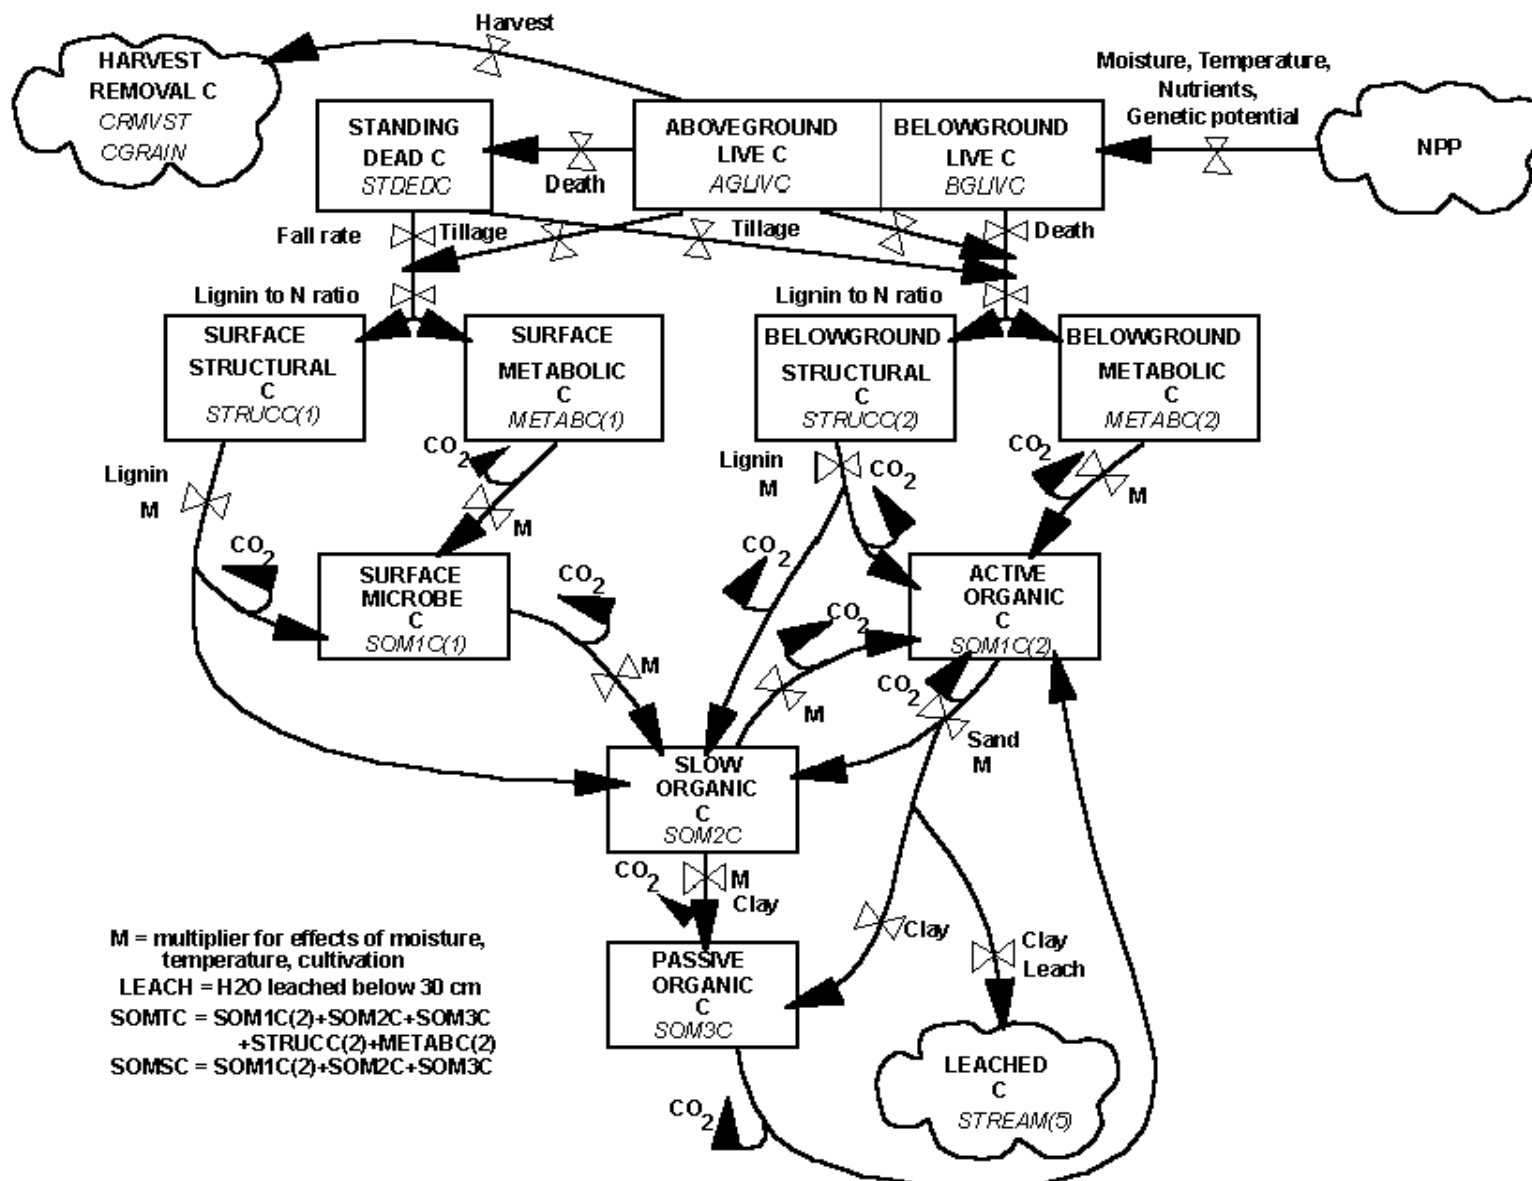 Harvest
HARVEST
REMOVAL C
CRMVST
CGRAIN
STANDING
DEAD C
STDEDC
Death
ABOVEGROUND
LIVE C
AGLIVC
BELOWGROUND
LIVE C
BGLIVC
Moisture, Temperature,
Nutrients,
Genetic potential
NPP
Fall rate
Tillage
Tillage
Death
Lignin to N ratio
Lignin to N ratio
SURFACE
STRUCTURAL
C
STRUCC(1)
SURFACE
METABOLIC
C
METABC(1)
BELOWGROUND
STRUCTURAL
C
STRUCC(2)
BELOWGROUND
METABOLIC
C
METABC(2)
Lignin
M
CO2
M
Lignin
M
CO2
CO2
M
CO2
SURFACE
MICROBE
C
SOM1C(1)
CO2
M
CO2
CO2
M
ACTIVE
ORGANIC
C
SOM1C(2)
CO2
Sand
M
SLOW
ORGANIC
C
SOM2C
CO2
M
Clay
Clay
Clay
Leach
PASSIVE
ORGANIC
C
SOM3C
CO2
LEACHED
C
STREAM(5)
M = multiplier for effects of moisture,
temperature, cultivation
LEACH = H2O leached below 30 cm
SOMTC = SOM1C(2)+SOM2C+SOM3C
+STRUCC(2)+METABC(2)
SOMSC = SOM1C(2)+SOM2C+SOM3C